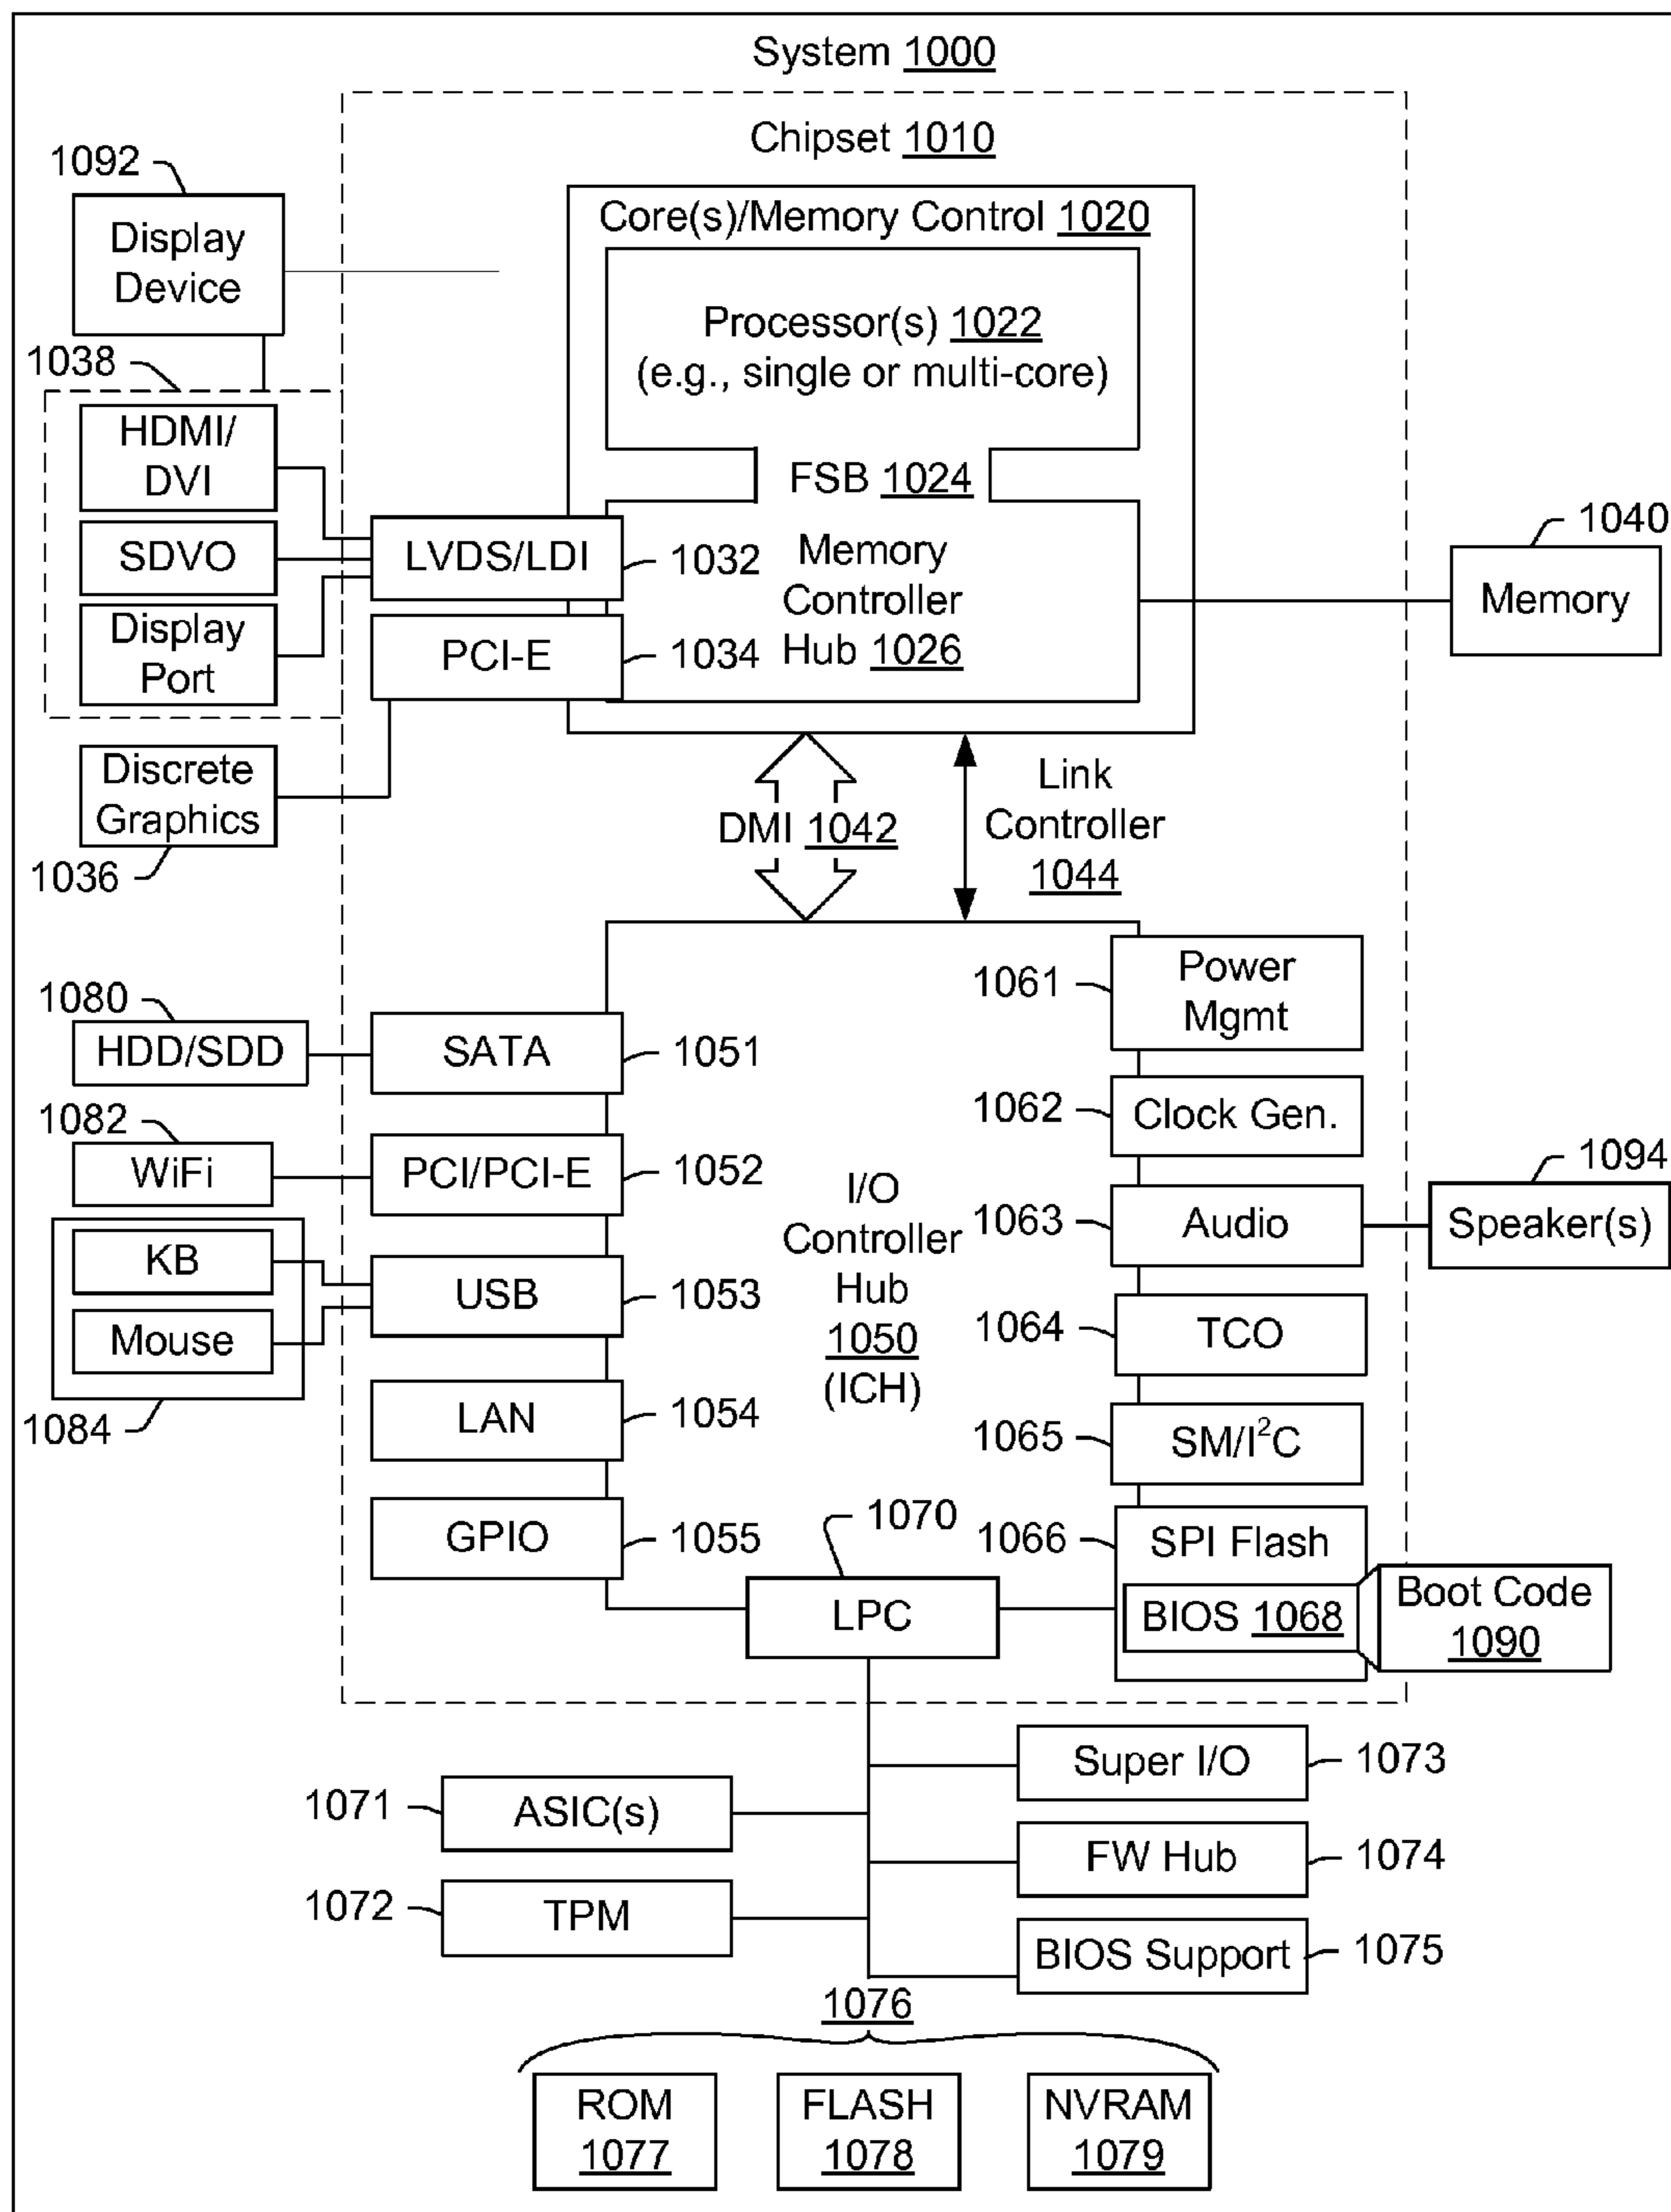 System 1000
Chipset 1010
1092
Display
Device
Core(s)/Memory Control 1020
Processor(s) 1022
(e.g., single or multi-core)
FSB 1024
Memory
Controller
Hub 1026
1038
HDMI/
DVI
SDVO
Display
Port
LVDS/LDI
1032
PCI-E
1034
1040
Memory
Discrete
Graphics
1036
DMI 1042
Link
Controller
1044
1080
HDD/SDD
SATA
1051
1082
WiFi
PCI/PCI-E
1052
KB
Mouse
1084
USB
1053
LAN
1054
GPIO
1055
I/O
Controller
Hub
1050
(ICH)
1061
Power
Mgmt
1062
Clock Gen.
1063
Audio
1094
Speaker(s)
1064
TCO
1065
SM/I²C
1066
SPI Flash
BIOS 1068
Boot Code
1090
1070
LPC
1071
ASIC(s)
1072
TPM
Super I/O
1073
FW Hub
1074
BIOS Support
1075
1076
ROM
1077
FLASH
1078
NVRAM
1079